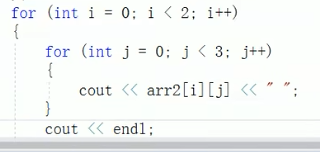 for (int i = 0; i < 2; i++)
{
for (int j = 0; j < 3; j++)
{
cout << arr2[i][j] << " ";
}
cout << endl;